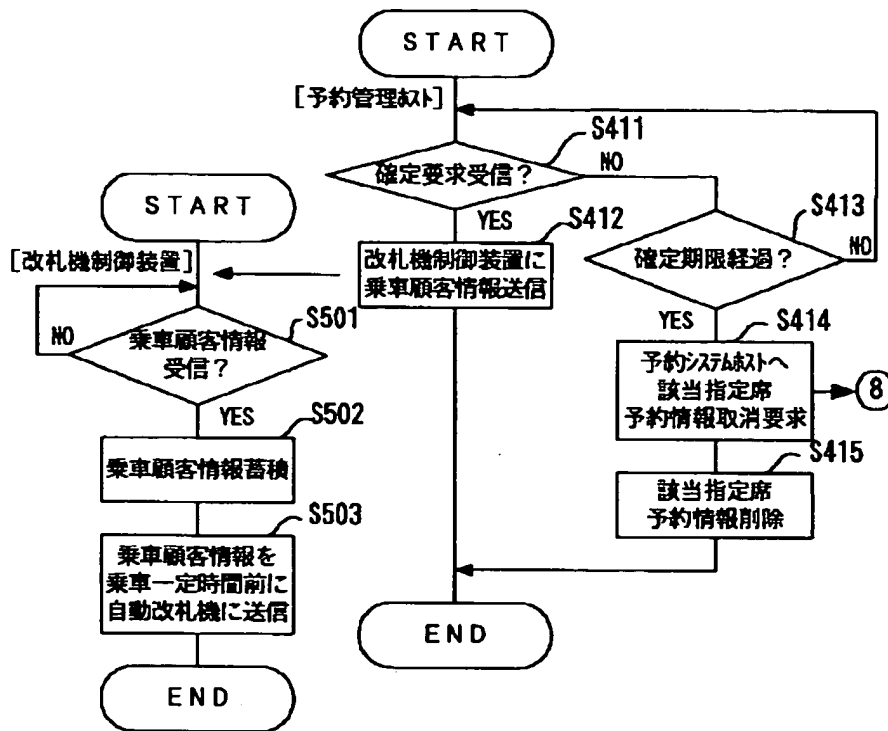 START
[予約管理ホスト]
S411
確定要求受信?
NO
YES
S412
改札機制御装置に
乗車顧客情報送信
S413
確定期限経過?
NO
YES
S414
予約システムホストへ
該当指定席
予約情報取消要求
8
S415
該当指定席
予約情報削除
END
START
[改札機制御装置]
S501
乗車顧客情報
受信?
NO
YES
S502
乗車顧客情報蓄積
S503
乗車顧客情報を
乗車一定時間前に
自動改札機に送信
END